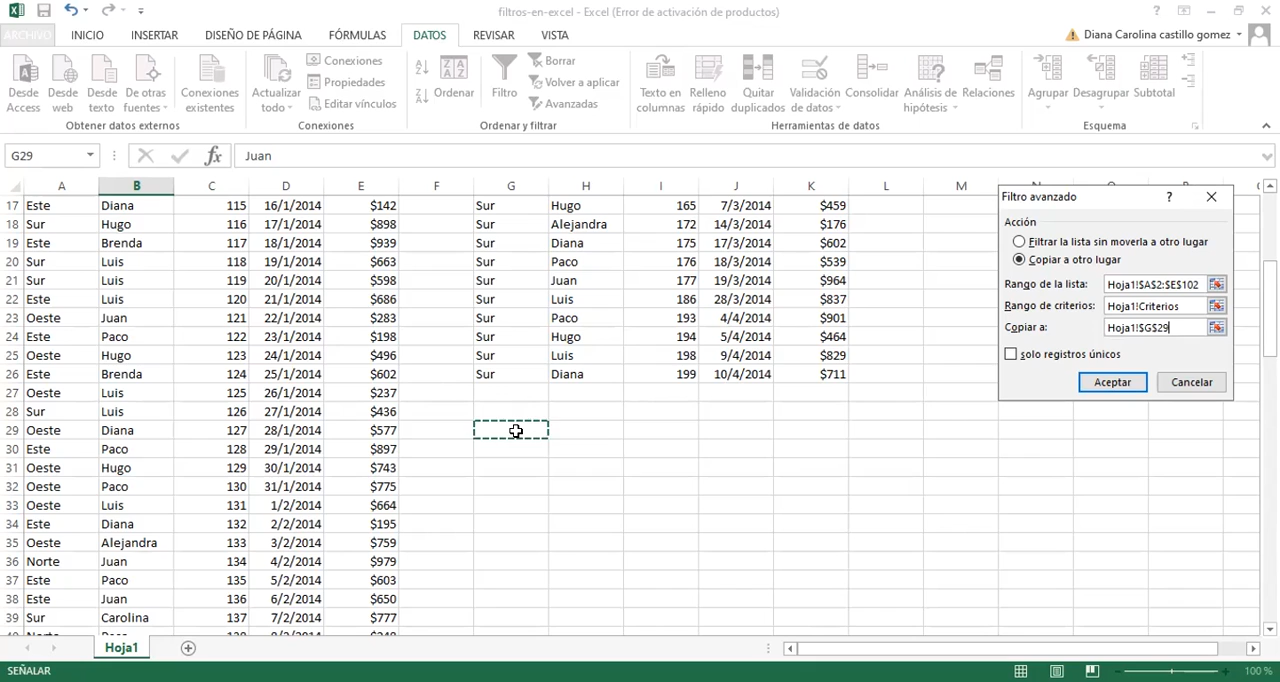 filtros-en-excel - Excel (Error de activación de productos)
ARCHIVO INICIO INSERTAR DISEÑO DE PÁGINA FÓRMULAS DATOS REVISAR VISTA Diana Carolina castillo gomez
Desde Access
Desde web
Desde texto
De otras fuentes
Conexiones existentes
Obtener datos externos
Actualizar todo
Conexiones
Propiedades
Editar vínculos
Conexiones
Ordenar
Filtro
Borrar
Volver a aplicar
Avanzadas
Ordenar y filtrar
Texto en columnas
Relleno rápido
Quitar duplicados
Validación de datos
Consolidar
Análisis de hipótesis
Relaciones
Herramientas de datos
Agrupar
Desagrupar
Subtotal
Esquema
G29 fx Juan
A B C D E F G H I J K L M
17 Este Diana 115 16/1/2014 $142 Sur Hugo 165 7/3/2014 $459
18 Sur Hugo 116 17/1/2014 $898 Sur Alejandra 172 14/3/2014 $176
19 Este Brenda 117 18/1/2014 $939 Sur Diana 175 17/3/2014 $602
20 Sur Luis 118 19/1/2014 $663 Sur Paco 176 18/3/2014 $539
21 Sur Luis 119 20/1/2014 $598 Sur Juan 177 19/3/2014 $964
22 Este Luis 120 21/1/2014 $686 Sur Luis 186 28/3/2014 $837
23 Oeste Juan 121 22/1/2014 $283 Sur Paco 193 4/4/2014 $901
24 Este Paco 122 23/1/2014 $198 Sur Hugo 194 5/4/2014 $464
25 Oeste Hugo 123 24/1/2014 $496 Sur Luis 198 9/4/2014 $829
26 Este Brenda 124 25/1/2014 $602 Sur Diana 199 10/4/2014 $711
27 Oeste Luis 125 26/1/2014 $237
28 Sur Luis 126 27/1/2014 $436
29 Oeste Diana 127 28/1/2014 $577
30 Este Paco 128 29/1/2014 $897
31 Oeste Hugo 129 30/1/2014 $743
32 Oeste Paco 130 31/1/2014 $775
33 Oeste Luis 131 1/2/2014 $664
34 Este Diana 132 2/2/2014 $195
35 Oeste Alejandra 133 3/2/2014 $759
36 Norte Juan 134 4/2/2014 $979
37 Este Paco 135 5/2/2014 $603
38 Este Juan 136 6/2/2014 $650
39 Sur Carolina 137 7/2/2014 $777
Filtro avanzado ?
Acción
Filtrar la lista sin moverla a otro lugar
Copiar a otro lugar
Rango de la lista: Hoja1!$A$2:$E$102
Rango de criterios: Hoja1!Criterios
Copiar a: Hoja1!$G$29
Sólo registros únicos
Aceptar Cancelar
Hoja1
SEÑALAR 100 %